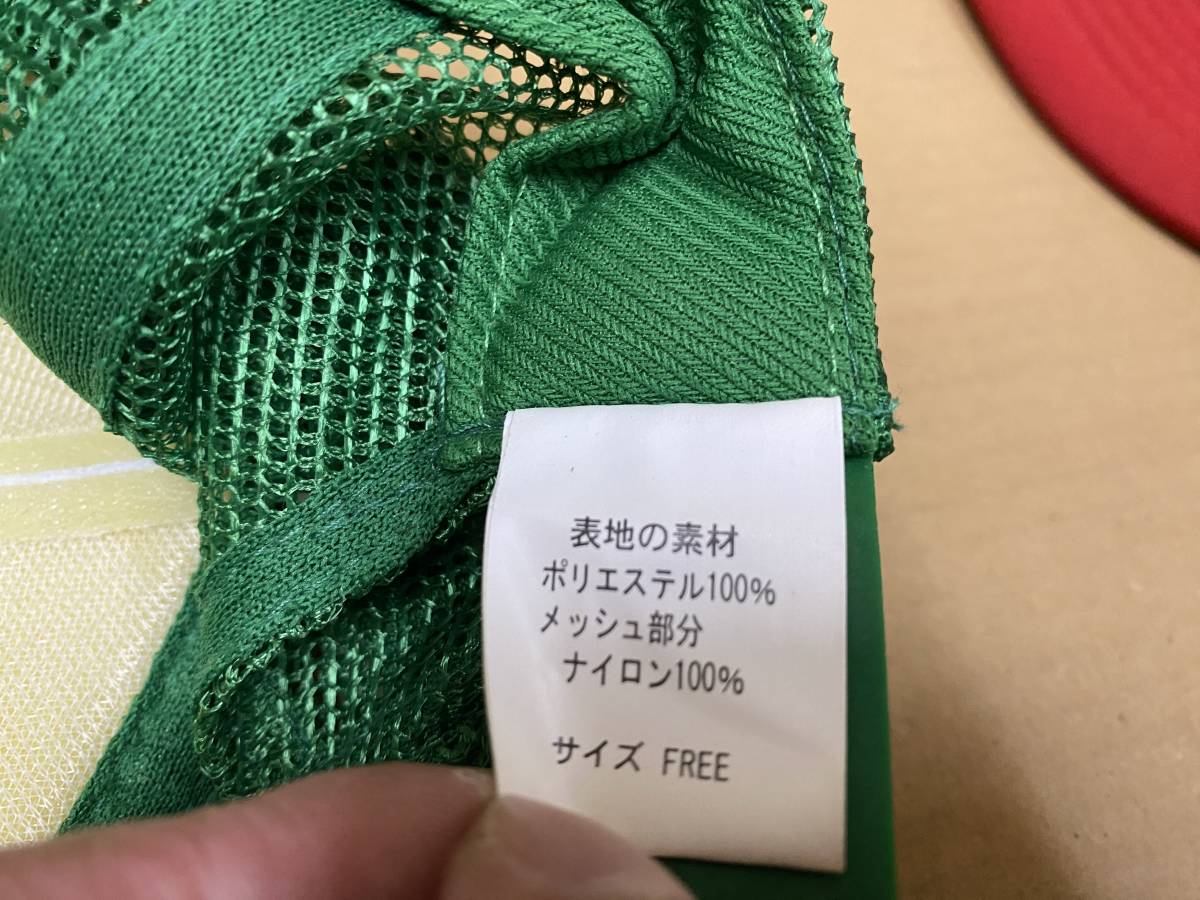 表地の素材
ポリエステル100%
メッシュ部分
ナイロン100%
サイズ FREE